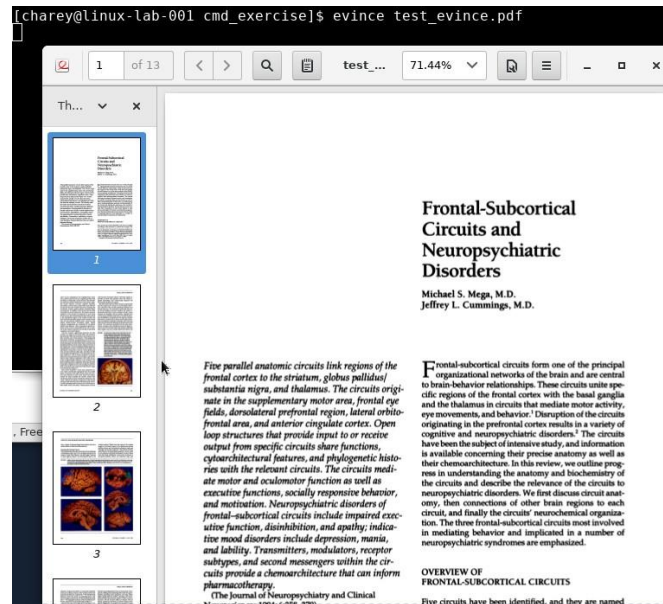 [charey@linux-lab-001 cmd_exercise]$ evince test_evince.pdf
1 of 13 test_... 71.44%
Th...
1
2
3
, Free
Frontal-Subcortical
Circuits and
Neuropsychiatric
Disorders
Michael S. Mega, M.D.
Jeffrey L. Cummings, M.D.
Five parallel anatomic circuits link regions of the
frontal cortex to the striatum, globus pallidus/
substantia nigra, and thalamus. The circuits origi-
nate in the supplementary motor area, frontal eye
fields, dorsolateral prefrontal region, lateral orbito-
frontal area, and anterior cingulate cortex. Open
loop structures that provide input to or receive
output from specific circuits share functions,
cytoarchitectural features, and phylogenetic histo-
ries with the relevant circuits. The circuits medi-
ate motor and oculomotor function as well as
executive functions, socially responsive behavior,
and motivation. Neuropsychiatric disorders of
frontal–subcortical circuits include impaired exec-
utive function, disinhibition, and apathy; indica-
tive mood disorders include depression, mania,
and lability. Transmitters, modulators, receptor
subtypes, and second messengers within the cir-
cuits provide a chemoarchitecture that can inform
pharmacotherapy.
(The Journal of Neuropsychiatry and Clinical
Frontal-subcortical circuits form one of the principal
organizational networks of the brain and are central
to brain-behavior relationships. These circuits unite spe-
cific regions of the frontal cortex with the basal ganglia
and the thalamus in circuits that mediate motor activity,
eye movements, and behavior.¹ Disruption of the circuits
originating in the prefrontal cortex results in a variety of
cognitive and neuropsychiatric disorders.² The circuits
have been the subject of intensive study, and information
is available concerning their precise anatomy as well as
their chemoarchitecture. In this review, we outline prog-
ress in understanding the anatomy and biochemistry of
the circuits and describe the relevance of the circuits to
neuropsychiatric disorders. We first discuss circuit anat-
omy, then connections of other brain regions to each
circuit, and finally the circuits' neurochemical organiza-
tion. The three frontal-subcortical circuits most involved
in mediating behavior and implicated in a number of
neuropsychiatric syndromes are emphasized.
OVERVIEW OF
FRONTAL-SUBCORTICAL CIRCUITS
Five circuits have been identified, and they are named